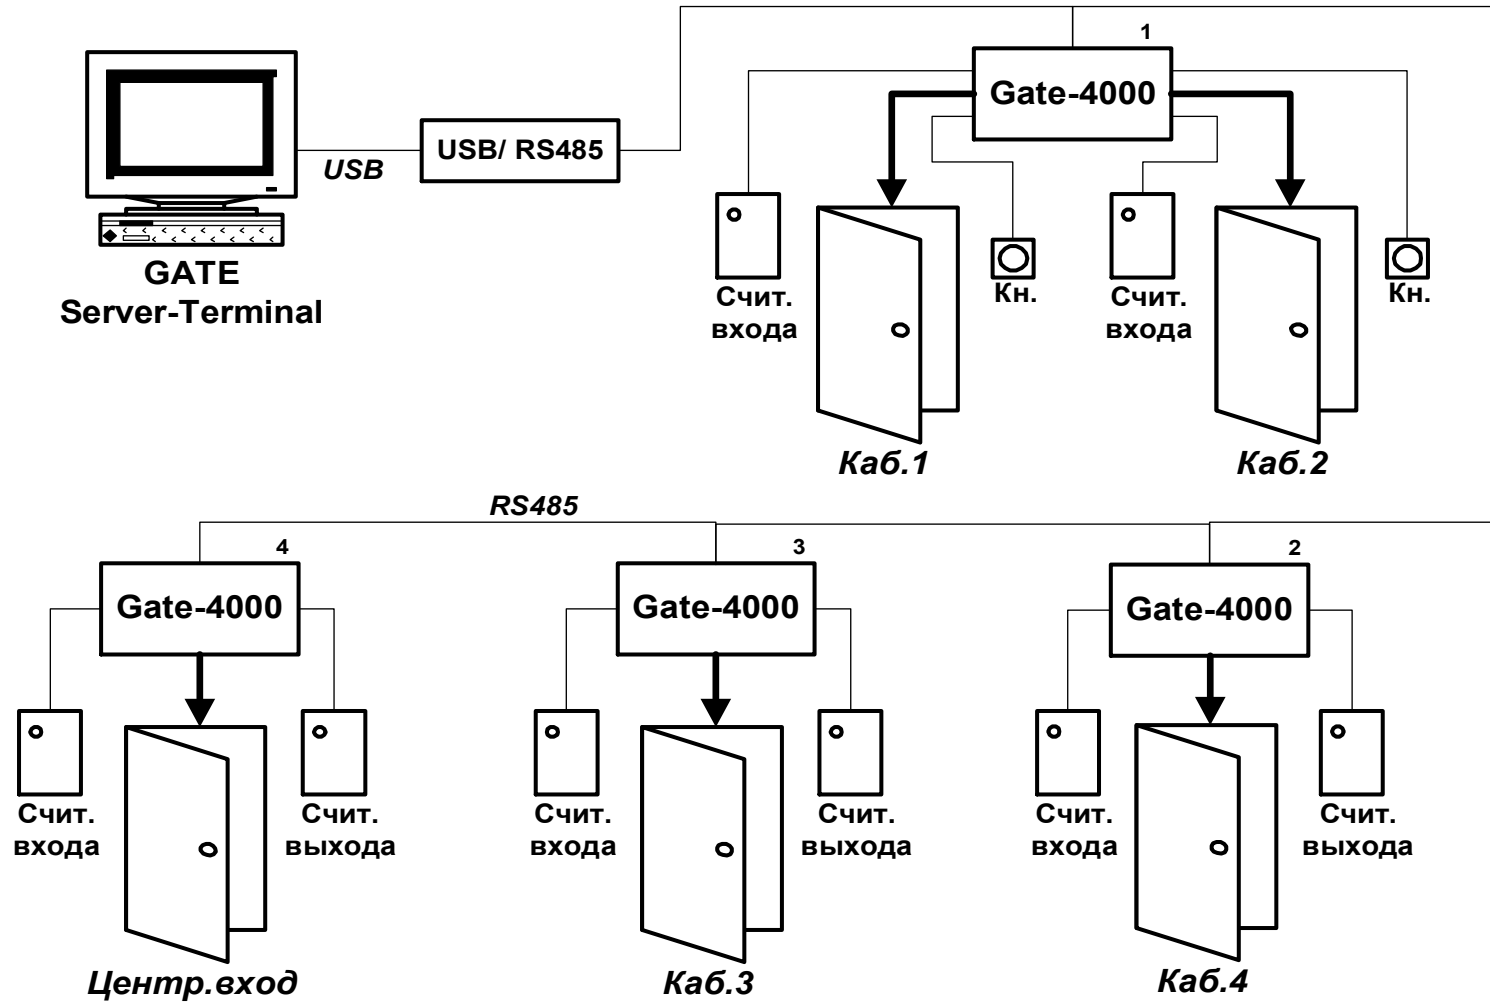 1
Gate-4000
USB/ RS485
USB
GATE
Server-Terminal
Счит.
входа
Кн.
Счит.
входа
Кн.
Каб.1
Каб.2
RS485
4
3
2
Gate-4000
Gate-4000
Gate-4000
Счит.
входа
Счит.
выхода
Счит.
входа
Счит.
выхода
Счит.
входа
Счит.
выхода
Центр.вход
Каб.3
Каб.4